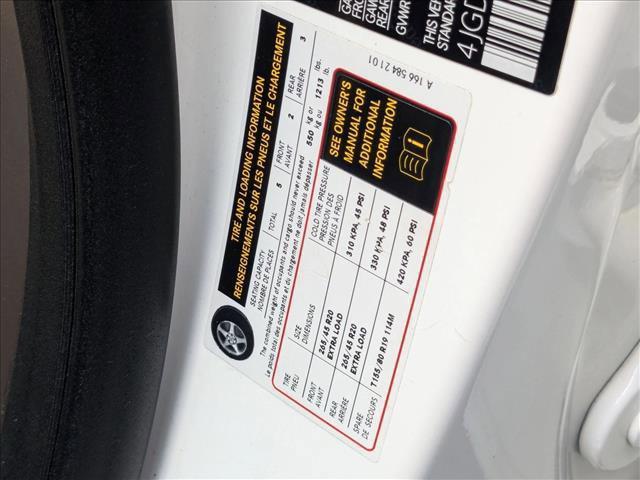 GVWR
THIS VEH
STANDARD
4JGD
A 166 584 21 01
TIRE AND LOADING INFORMATION
RENSEIGNEMENTS SUR LES PNEUS ET LE CHARGEMENT
SEATING CAPACITY TOTAL 5 FRONT 2 REAR 3
NOMBRE DE PLACES AVANT ARRIÈRE
The combined weight of occupants and cargo should never exceed 550 kg or 1213 lbs.
Le poids total des occupants et du chargement ne doit jamais dépasser kg ou lb.
TIRE SIZE COLD TIRE PRESSURE
PNEU DIMENSIONS PRESSION DES PNEUS À FROID
FRONT 265/45 R20 310 KPA, 45 PSI
AVANT EXTRA LOAD
REAR 265/45 R20 330 KPA, 48 PSI
ARRIÈRE EXTRA LOAD
SPARE T155/80 R19 114M 420 KPA, 60 PSI
DE SECOURS
SEE OWNER'S
MANUAL FOR
ADDITIONAL
INFORMATION